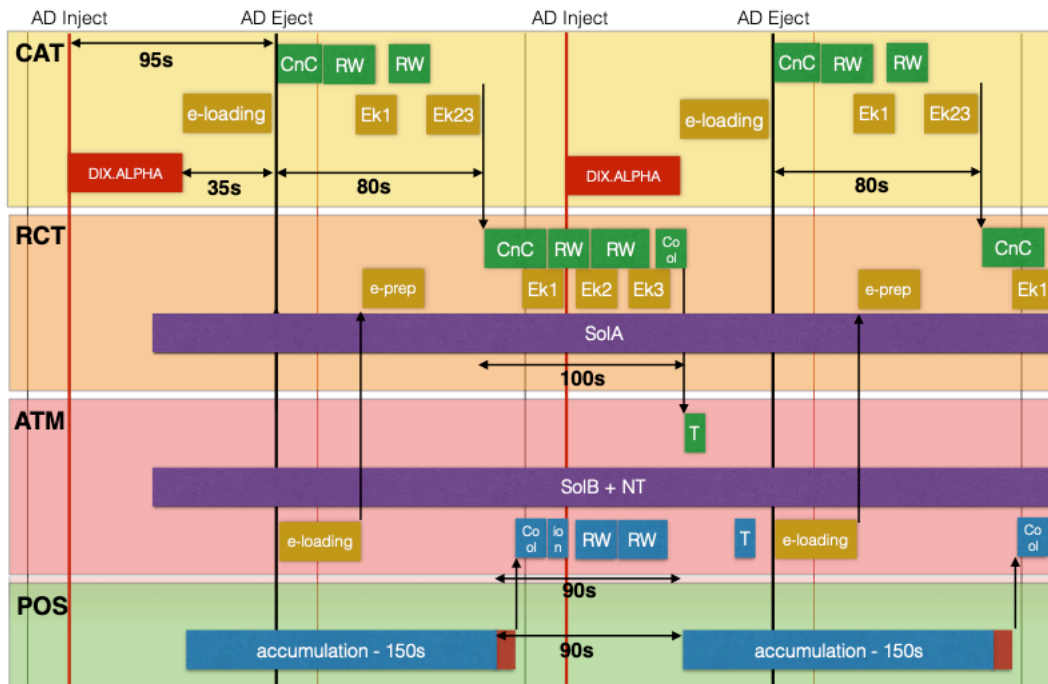 AD Inject
AD Eject
AD Inject
AD Eject
CAT
95s
CnC
RW
RW
CnC
RW
RW
e-loading
Ek1
Ek23
e-loading
Ek1
Ek23
DIX.ALPHA
35s
80s
DIX.ALPHA
80s
RCT
CnC
RW
RW
Co
ol
CnC
e-prep
Ek1
Ek2
Ek3
e-prep
Ek1
SolA
100s
ATM
T
SolB + NT
e-loading
Co
ol
io
n
RW
RW
T
e-loading
Co
ol
90s
POS
accumulation - 150s
90s
accumulation - 150s